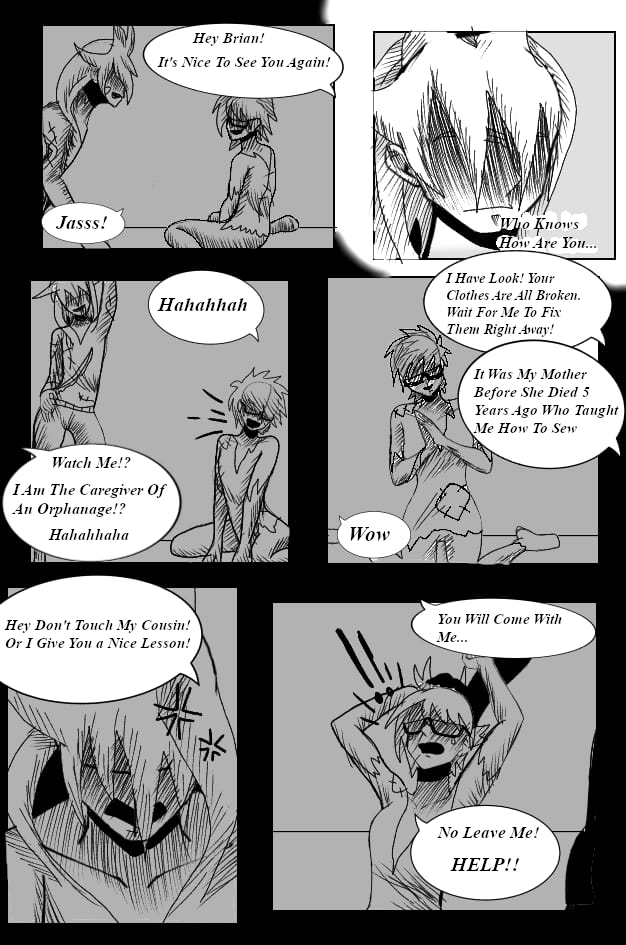 Hey Brian!
It's Nice To See You Again!
Jasss!
Who Knows
How Are You...
Hahahhah
Watch Me!?
I Am The Caregiver Of
An Orphanage!?
Hahahhaha
I Have Look! Your
Clothes Are All Broken.
Wait For Me To Fix
Them Right Away!
It Was My Mother
Before She Died 5
Years Ago Who Taught
Me How To Sew
Wow
Hey Don't Touch My Cousin!
Or I Give You a Nice Lesson!
You Will Come With
Me...
!!!
No Leave Me!
HELP!!